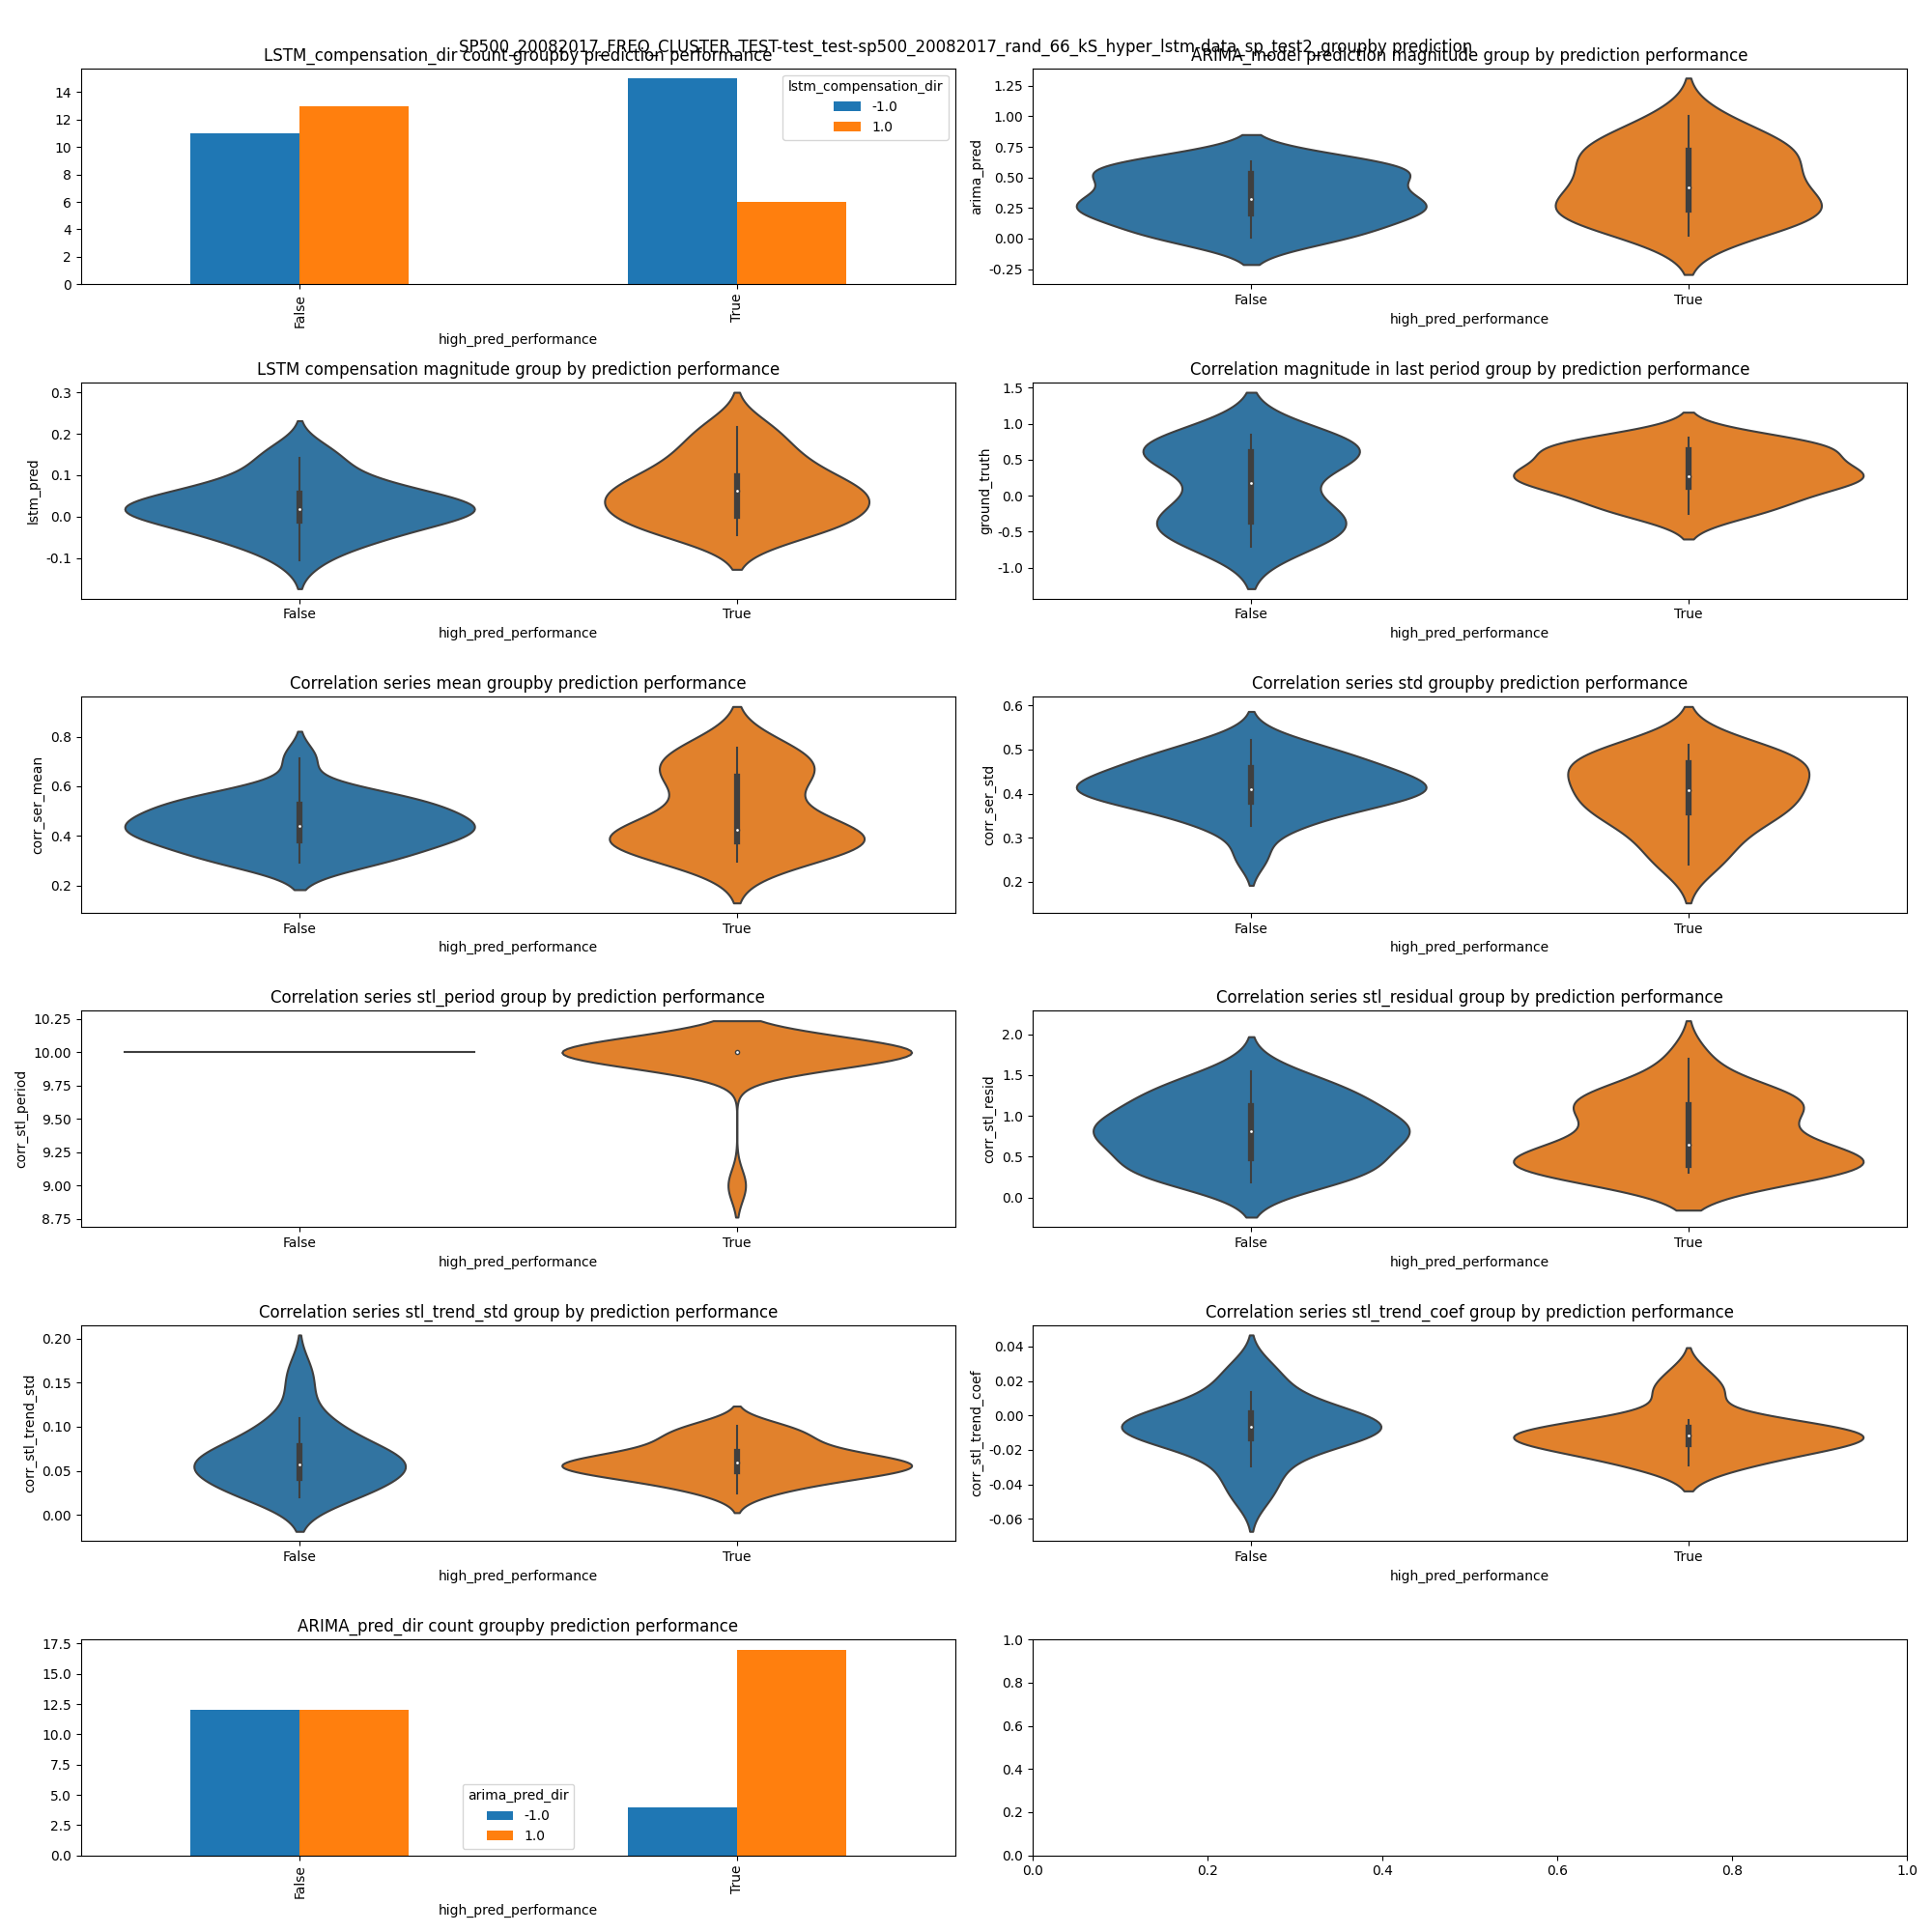 SP500_20082017_FREQ_CLUSTER_TEST-test_test-sp500_20082017_rand_66_kS_hyper_lstm-data_sp_test2_groupby prediction
LSTM_compensation_dir count groupby prediction performance
14
12
10
8
6
4
2
0
lstm_compensation_dir
-1.0
1.0
False
True
high_pred_performance
ARIMA_model prediction magnitude group by prediction performance
arima_pred
1.25
1.00
0.75
0.50
0.25
0.00
-0.25
False
True
high_pred_performance
LSTM compensation magnitude group by prediction performance
lstm_pred
0.3
0.2
0.1
0.0
-0.1
False
True
high_pred_performance
Correlation magnitude in last period group by prediction performance
ground_truth
1.5
1.0
0.5
0.0
-0.5
-1.0
False
True
high_pred_performance
Correlation series mean groupby prediction performance
corr_ser_mean
0.8
0.6
0.4
0.2
False
True
high_pred_performance
Correlation series std groupby prediction performance
corr_ser_std
0.6
0.5
0.4
0.3
0.2
False
True
high_pred_performance
Correlation series stl_period group by prediction performance
corr_stl_period
10.25
10.00
9.75
9.50
9.25
9.00
8.75
False
True
high_pred_performance
Correlation series stl_residual group by prediction performance
corr_stl_resid
2.0
1.5
1.0
0.5
0.0
False
True
high_pred_performance
Correlation series stl_trend_std group by prediction performance
corr_stl_trend_std
0.20
0.15
0.10
0.05
0.00
False
True
high_pred_performance
Correlation series stl_trend_coef group by prediction performance
corr_stl_trend_coef
0.04
0.02
0.00
-0.02
-0.04
-0.06
False
True
high_pred_performance
ARIMA_pred_dir count groupby prediction performance
17.5
15.0
12.5
10.0
7.5
5.0
2.5
0.0
arima_pred_dir
-1.0
1.0
False
True
high_pred_performance
1.0
0.8
0.6
0.4
0.2
0.0
0.0
0.2
0.4
0.6
0.8
1.0